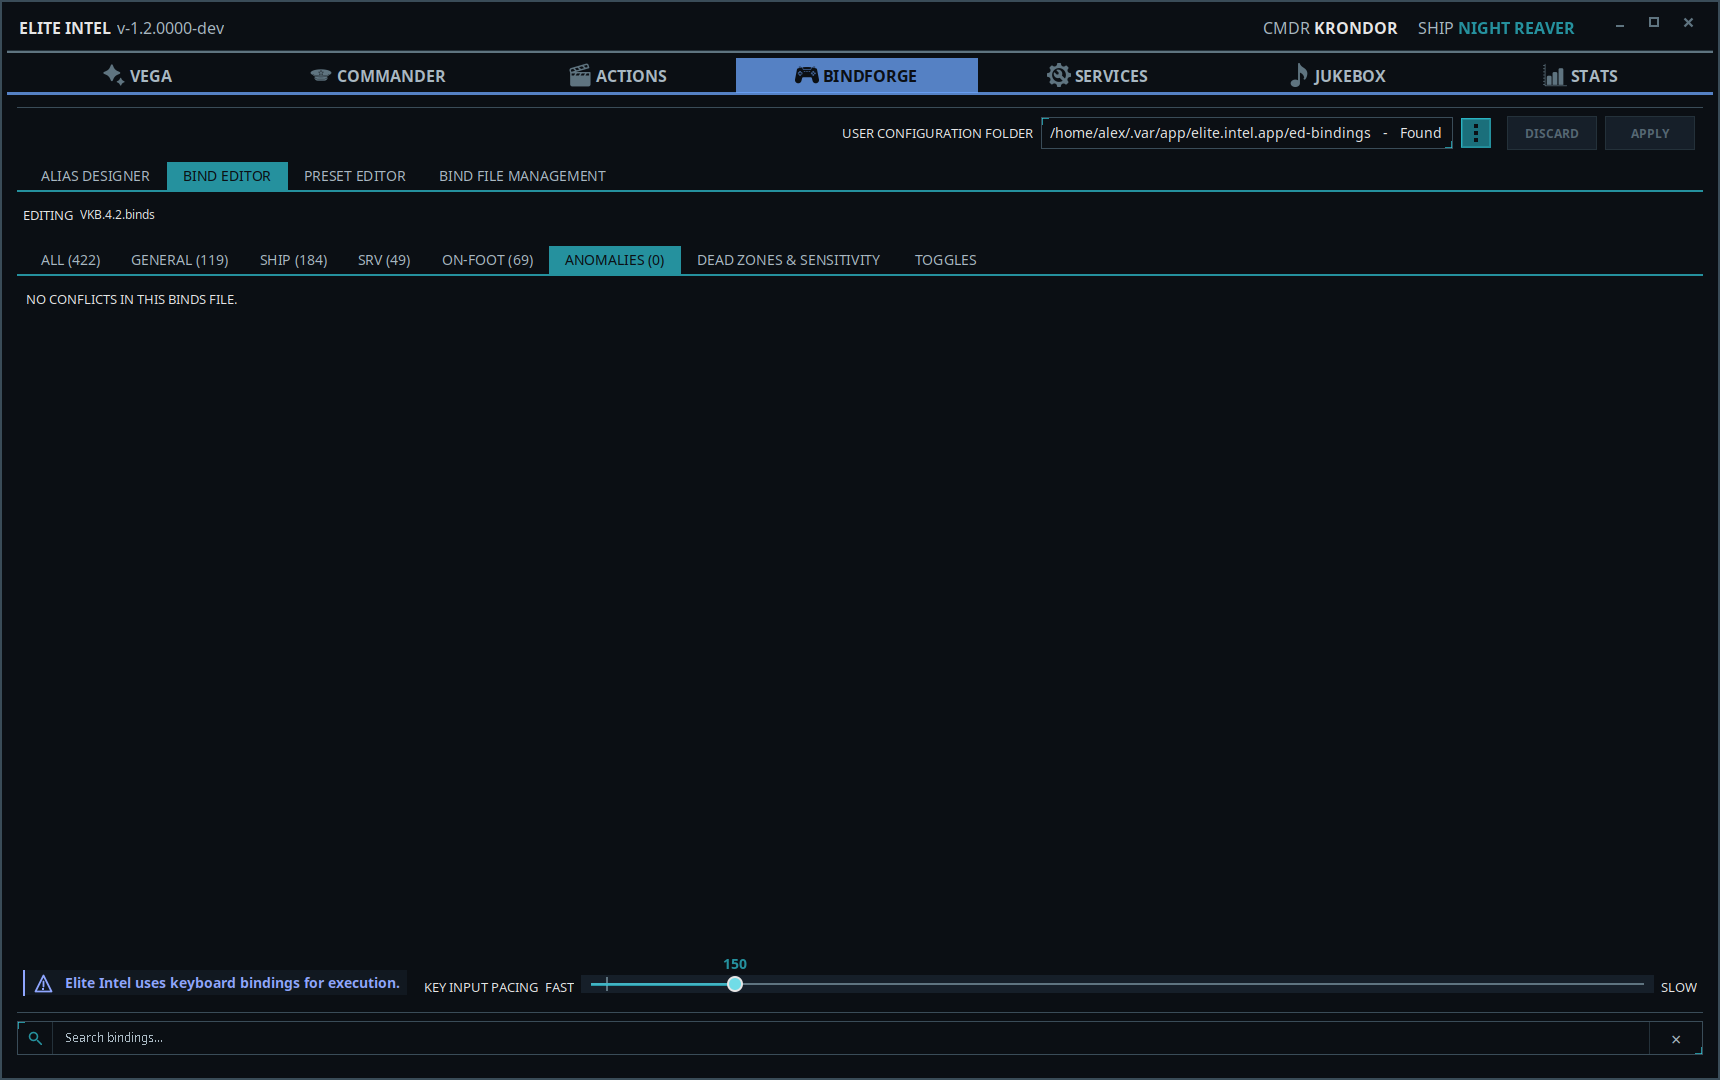 ELITE INTEL v-1.2.0000-dev
CMDR KRONDOR SHIP NIGHT REAVER
VEGA COMMANDER ACTIONS BINDFORGE SERVICES JUKEBOX STATS
USER CONFIGURATION FOLDER /home/alex/.var/app/elite.intel.app/ed-bindings - Found DISCARD APPLY
ALIAS DESIGNER BIND EDITOR PRESET EDITOR BIND FILE MANAGEMENT
EDITING VKB.4.2.binds
ALL (422) GENERAL (119) SHIP (184) SRV (49) ON-FOOT (69) ANOMALIES (0) DEAD ZONES & SENSITIVITY TOGGLES
NO CONFLICTS IN THIS BINDS FILE.
150
Elite Intel uses keyboard bindings for execution. KEY INPUT PACING FAST SLOW
Search bindings...